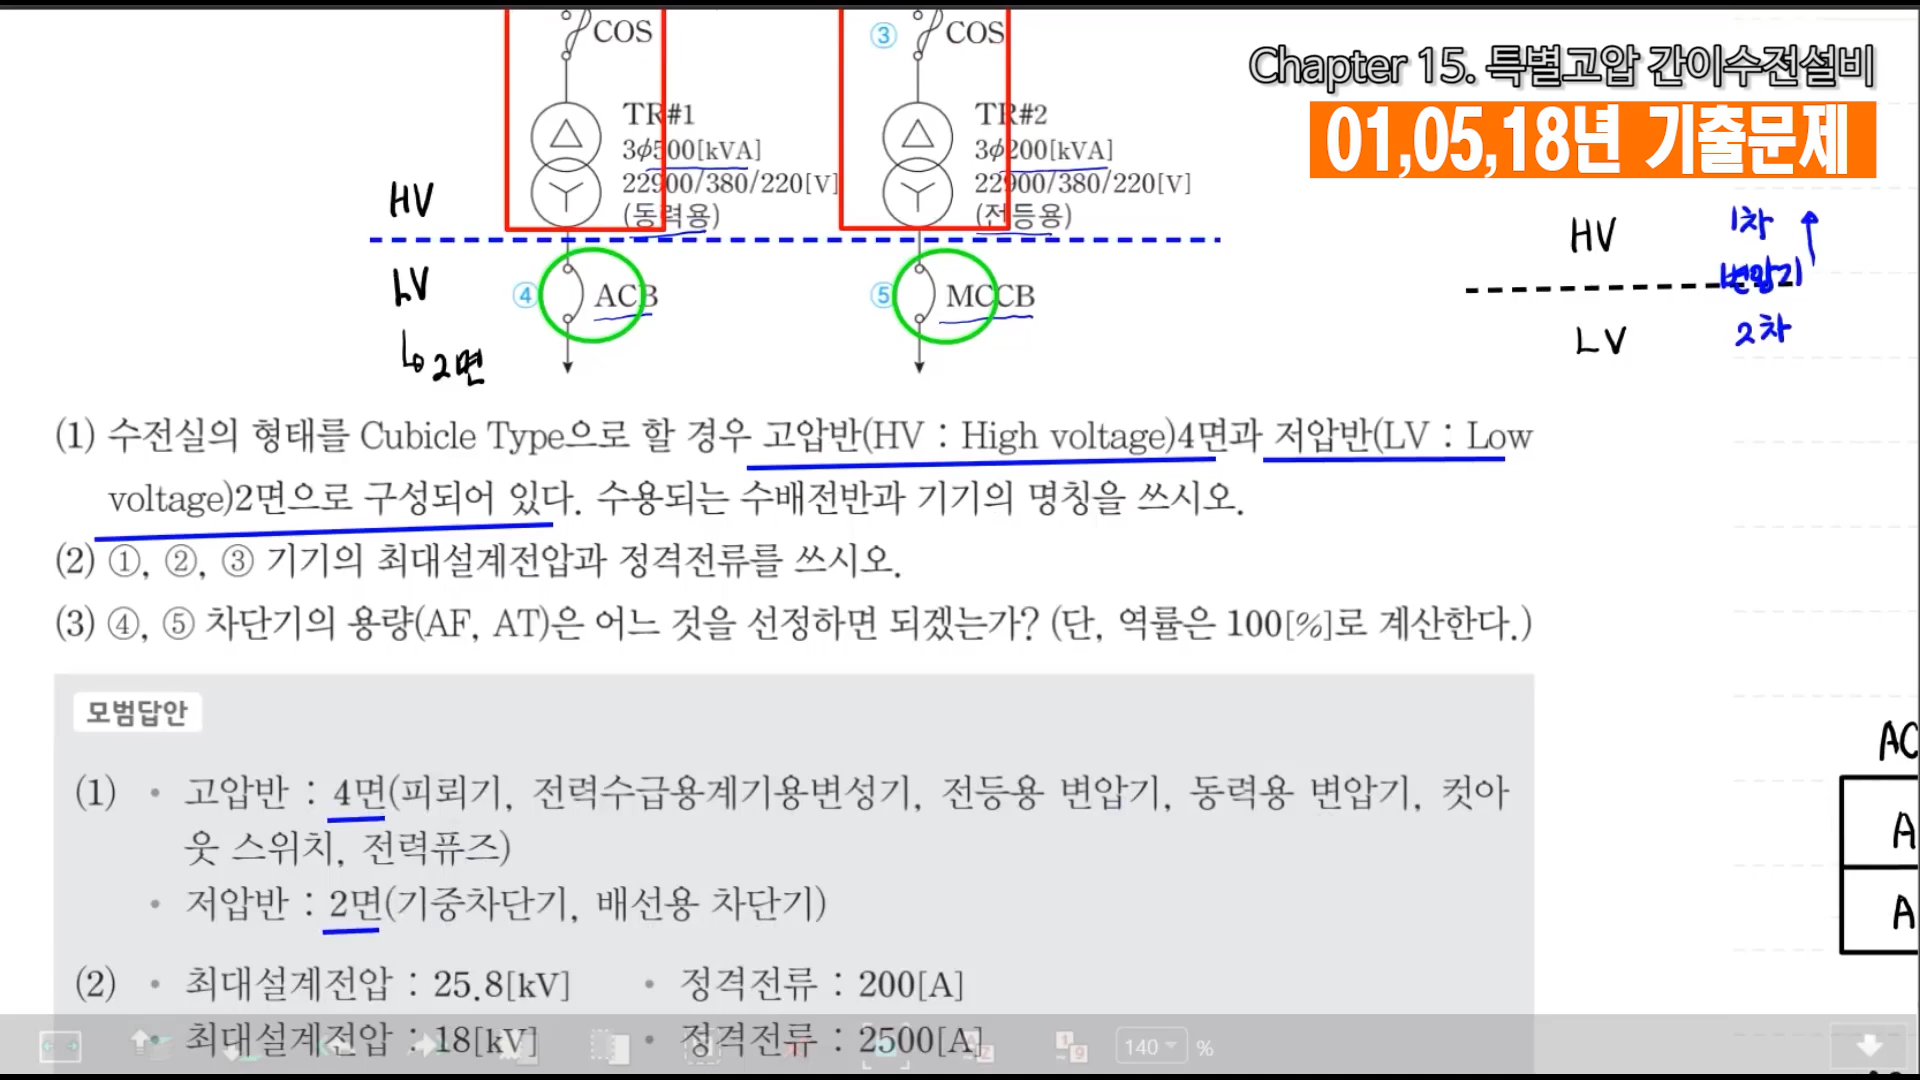 COS
③ COS
Chapter 15. 특별고압 간이수전설비
01,05,18년 기출문제
TR#1
3ϕ500[kVA]
22900/380/220[V]
(동력용)
TR#2
3ϕ200[kVA]
22900/380/220[V]
(전등용)
HV
LV
↳ 2면
④ ACB
⑤ MCCB
HV 1차 ↑
변압기
LV 2차
(1) 수전실의 형태를 Cubicle Type으로 할 경우 고압반(HV : High voltage)4면과 저압반(LV : Low
voltage)2면으로 구성되어 있다. 수용되는 수배전반과 기기의 명칭을 쓰시오.
(2) ①, ②, ③ 기기의 최대설계전압과 정격전류를 쓰시오.
(3) ④, ⑤ 차단기의 용량(AF, AT)은 어느 것을 선정하면 되겠는가? (단, 역률은 100[%]로 계산한다.)
모범답안
(1) • 고압반 : 4면(피뢰기, 전력수급용계기용변성기, 전등용 변압기, 동력용 변압기, 컷아
웃 스위치, 전력퓨즈)
• 저압반 : 2면(기중차단기, 배선용 차단기)
(2) • 최대설계전압 : 25.8[kV] • 정격전류 : 200[A]
• 최대설계전압 : 18[kV] • 정격전류 : 2500[A]
AC
A
A
140 %